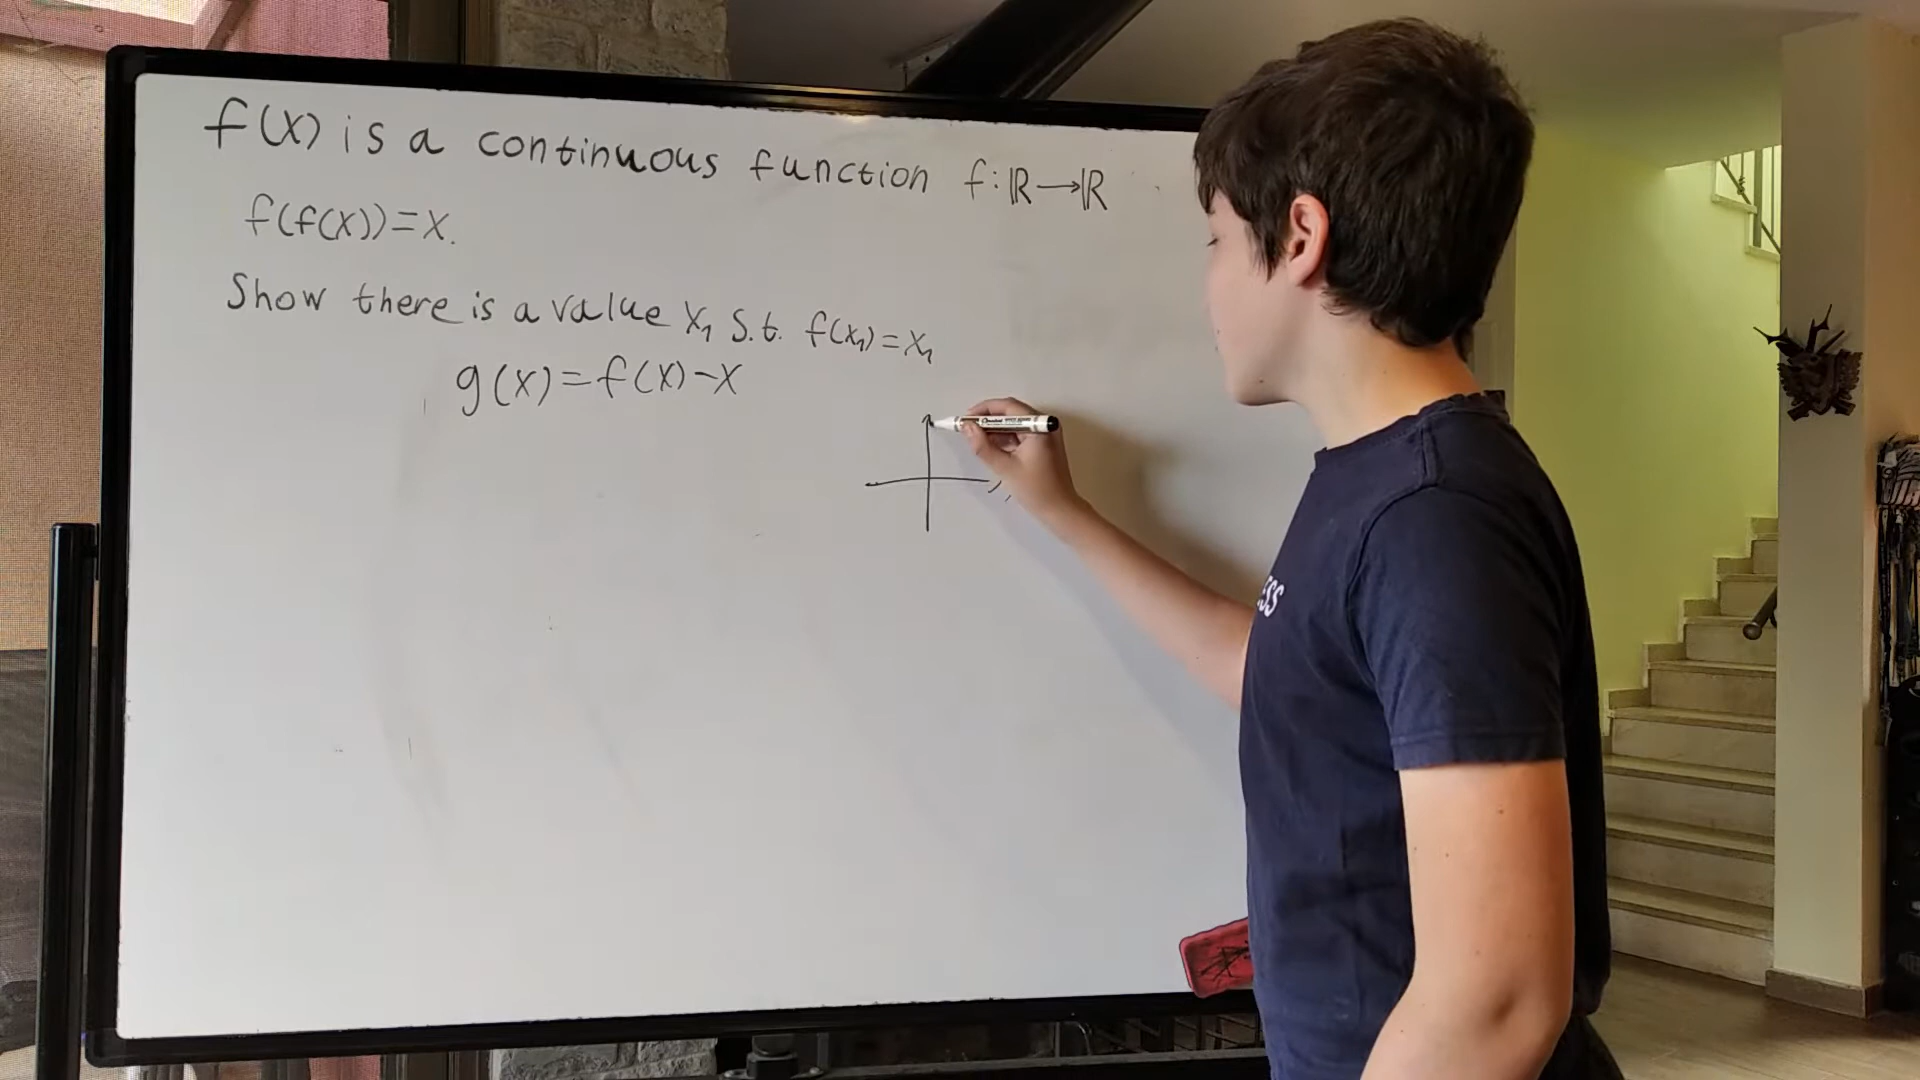 f(x) is a continuous function f:ℝ→ℝ
f(f(x))=x.
Show there is a value x₁ s.t. f(x₁)=x₁
g(x)=f(x)-x